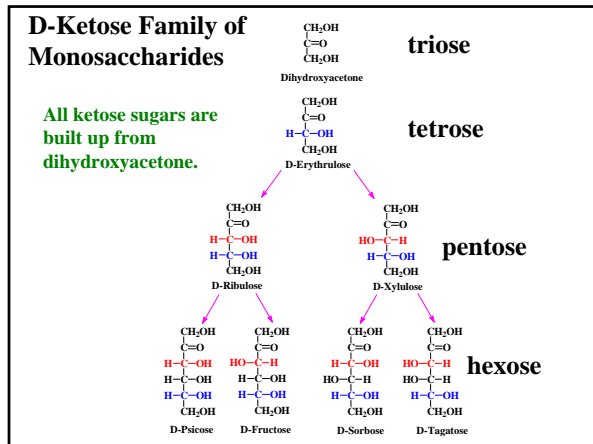 D-Ketose Family of
Monosaccharides
CH₂OH
C=O
CH₂OH
Dihydroxyacetone
triose
All ketose sugars are
built up from
dihydroxyacetone.
CH₂OH
C=O
H–C–OH
CH₂OH
D-Erythrulose
tetrose
CH₂OH
C=O
H–C–OH
H–C–OH
CH₂OH
D-Ribulose
CH₂OH
C=O
HO–C–H
H–C–OH
CH₂OH
D-Xylulose
pentose
CH₂OH
C=O
H–C–OH
H–C–OH
H–C–OH
CH₂OH
D-Psicose
CH₂OH
C=O
HO–C–H
H–C–OH
H–C–OH
CH₂OH
D-Fructose
CH₂OH
C=O
H–C–OH
HO–C–H
H–C–OH
CH₂OH
D-Sorbose
CH₂OH
C=O
HO–C–H
HO–C–H
H–C–OH
CH₂OH
D-Tagatose
hexose